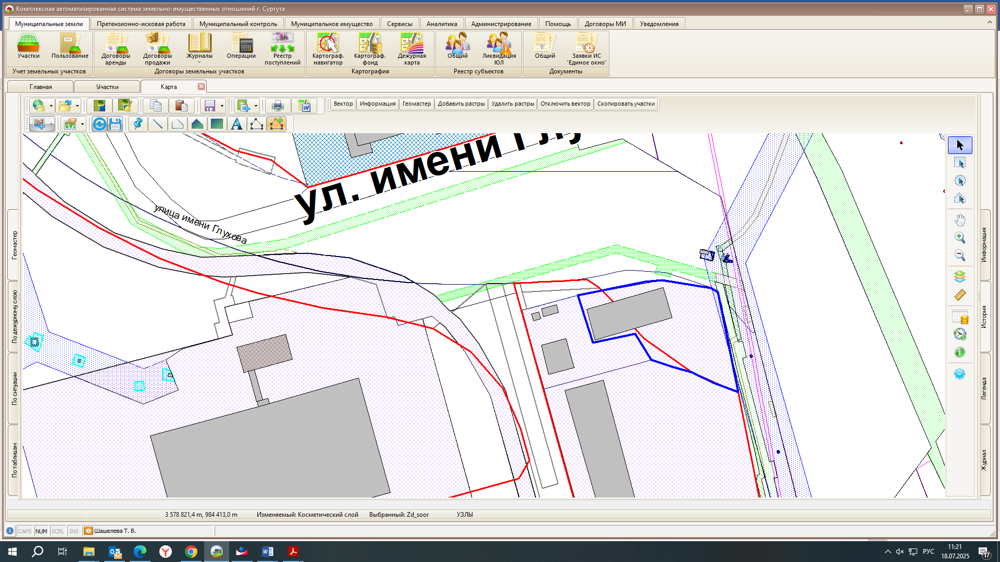 Комплексная автоматизированная система земельно-имущественных отношений г. Сургута
Муниципальные земли
Претензионно-исковая работа
Муниципальный контроль
Муниципальное имущество
Сервисы
Аналитика
Администрирование
Помощь
Договоры МИ
Уведомления
Участки
Пользование
Договоры аренды
Договоры продажи
Журналы
Операции
Реестр поступлений
Картограф. навигатор
Картограф. фонд
Дежурная карта
Общий
Ликвидация ЮЛ
Общий
Заявки ИС "Единое окно"
Учет земельных участков
Договоры земельных участков
Картография
Реестр субъектов
Документы
Главная
Участки
Карта
Вектор
Информация
Геомастер
Добавить растры
Удалить растры
Отключить вектор
Скопировать участки
Геомастер
По дежурному слою
По ситуации
По таблицам
ул. имени Глу
улица имени Глухова
Информация
История
Легенда
Журнал
3 578 821,4 m, 984 413,0 m
Изменяемый: Косметический слой
Выбранный: Zd_soor
УЗЛЫ
CAPS
NUM
SCRL
INS
Шашелева Т. В.
РУС
11:21
18.07.2025
17